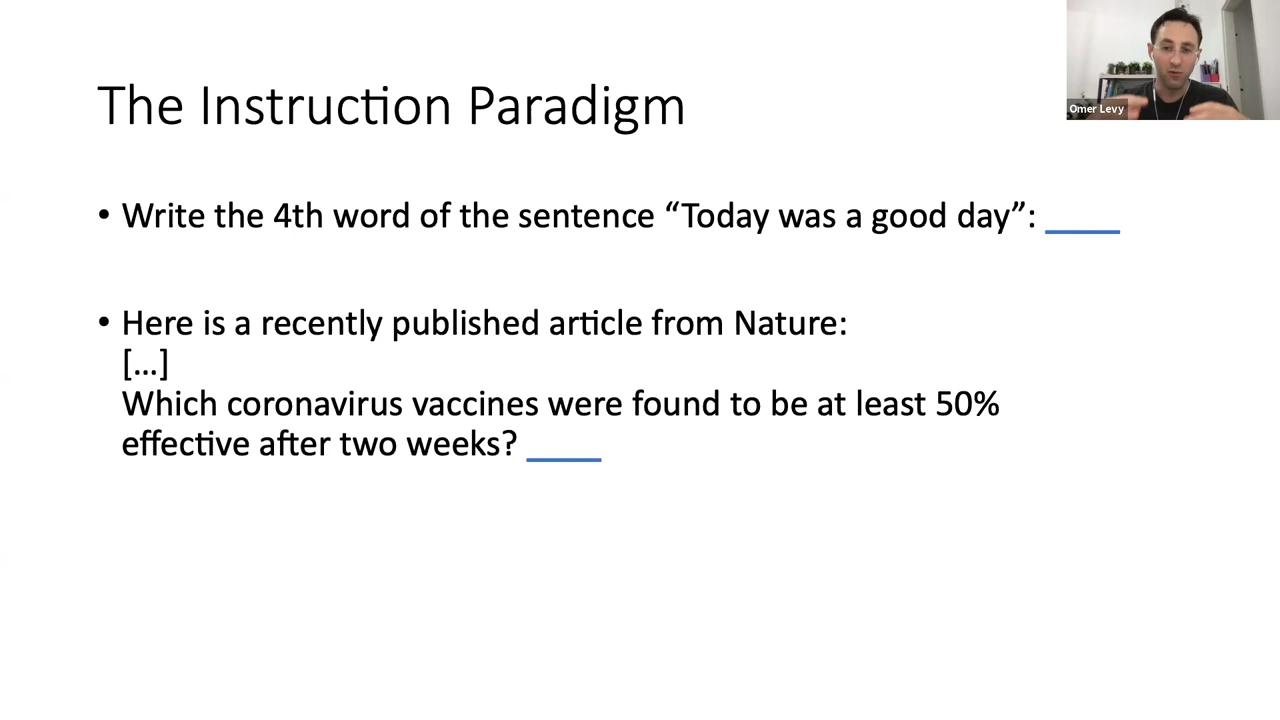 The Instruction Paradigm
Omer Levy
• Write the 4th word of the sentence “Today was a good day”: ____
• Here is a recently published article from Nature:
[…]
Which coronavirus vaccines were found to be at least 50%
effective after two weeks? ____